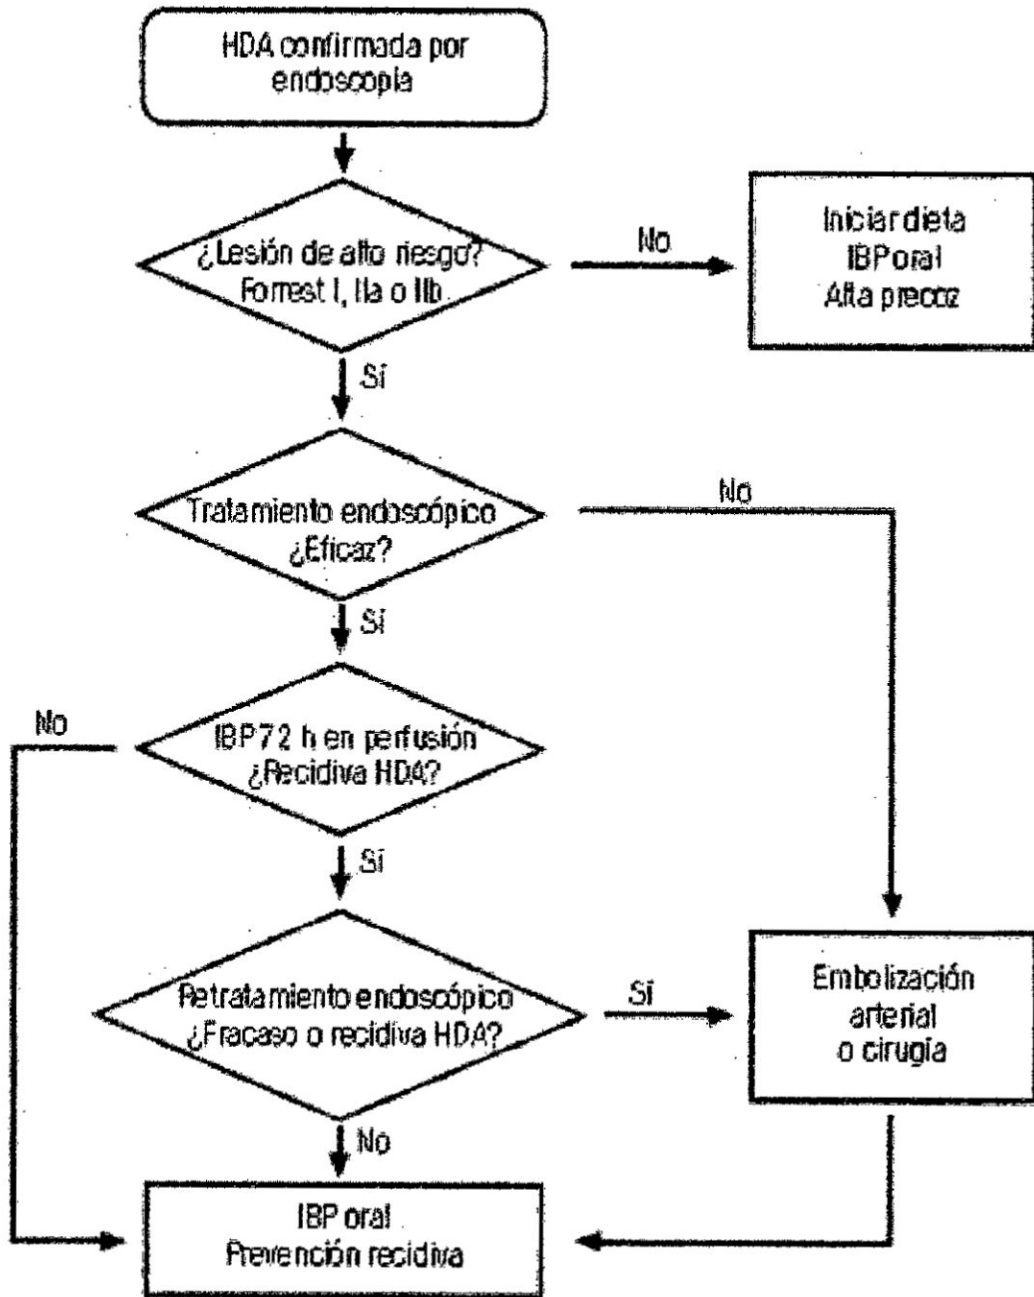 HDA confirmada por
endoscopia
¿Lesión de alto riesgo?
Forrest I, IIa o IIb
No
Iniciar dieta
IBP oral
Alta precoz
Sí
Tratamiento endoscópico
¿Eficaz?
No
Sí
IBP 72 h en perfusión
¿Recidiva HDA?
No
Sí
Retratamiento endoscópico
¿Fracaso o recidiva HDA?
Sí
Embolización
arterial
o cirugía
No
IBP oral
Prevención recidiva